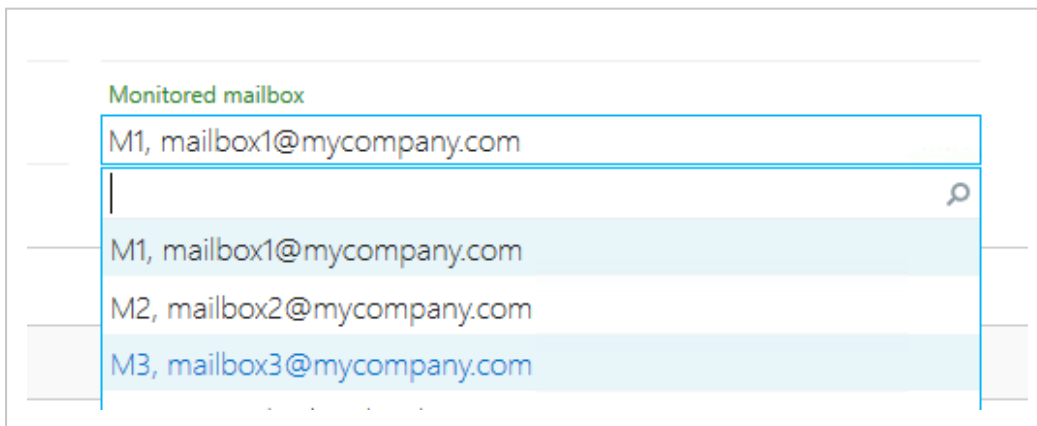 Monitored mailbox
M1, mailbox1@mycompany.com
M1, mailbox1@mycompany.com
M2, mailbox2@mycompany.com
M3, mailbox3@mycompany.com